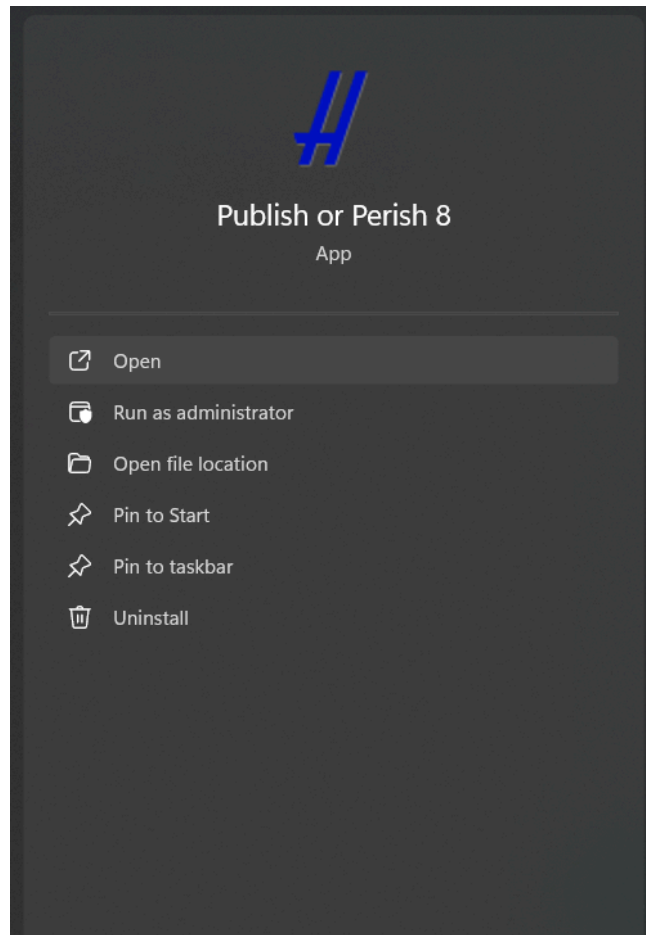 Publish or Perish 8
App
Open
Run as administrator
Open file location
Pin to Start
Pin to taskbar
Uninstall